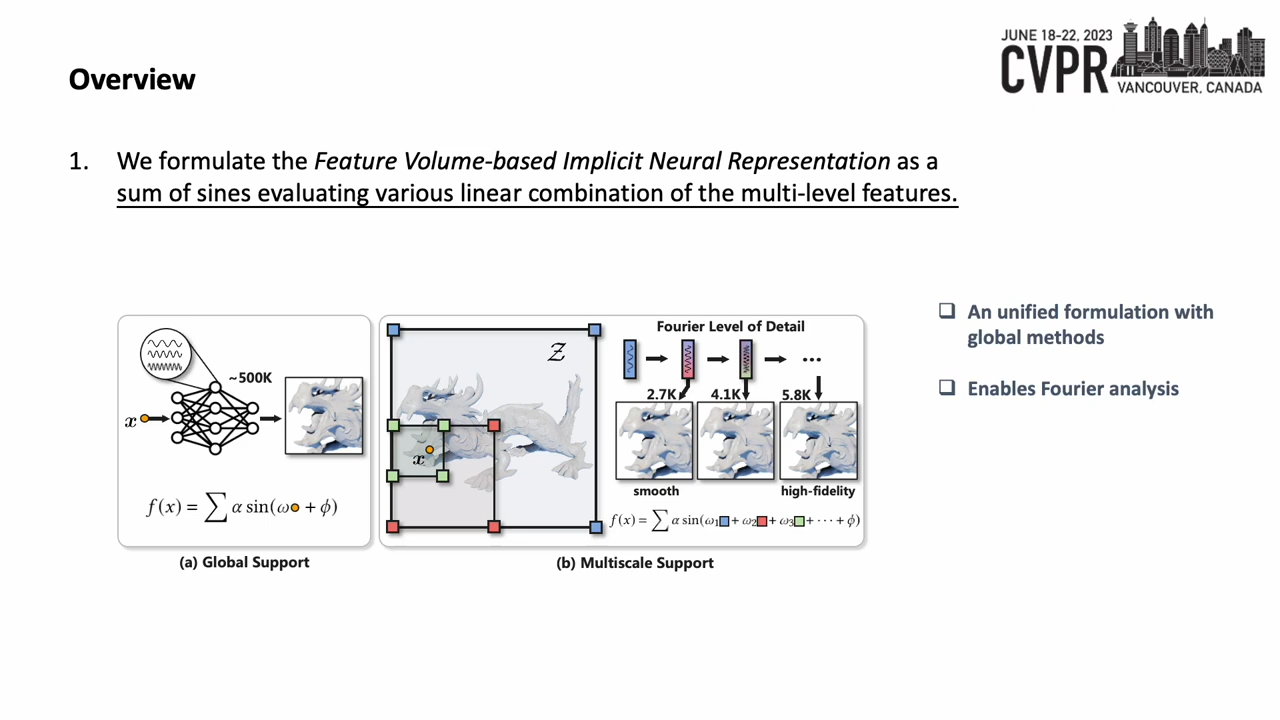 JUNE 18-22, 2023
CVPR
VANCOUVER, CANADA
Overview
1. We formulate the Feature Volume-based Implicit Neural Representation as a
sum of sines evaluating various linear combination of the multi-level features.
~500K
x
f(x) = ∑ α sin(ω + ϕ)
(a) Global Support
𝒵
x
Fourier Level of Detail
...
2.7K 4.1K 5.8K
smooth high-fidelity
f(x) = ∑ α sin(ω₁ + ω₂ + ω₃ + ··· + ϕ)
(b) Multiscale Support
❑ An unified formulation with
global methods
❑ Enables Fourier analysis